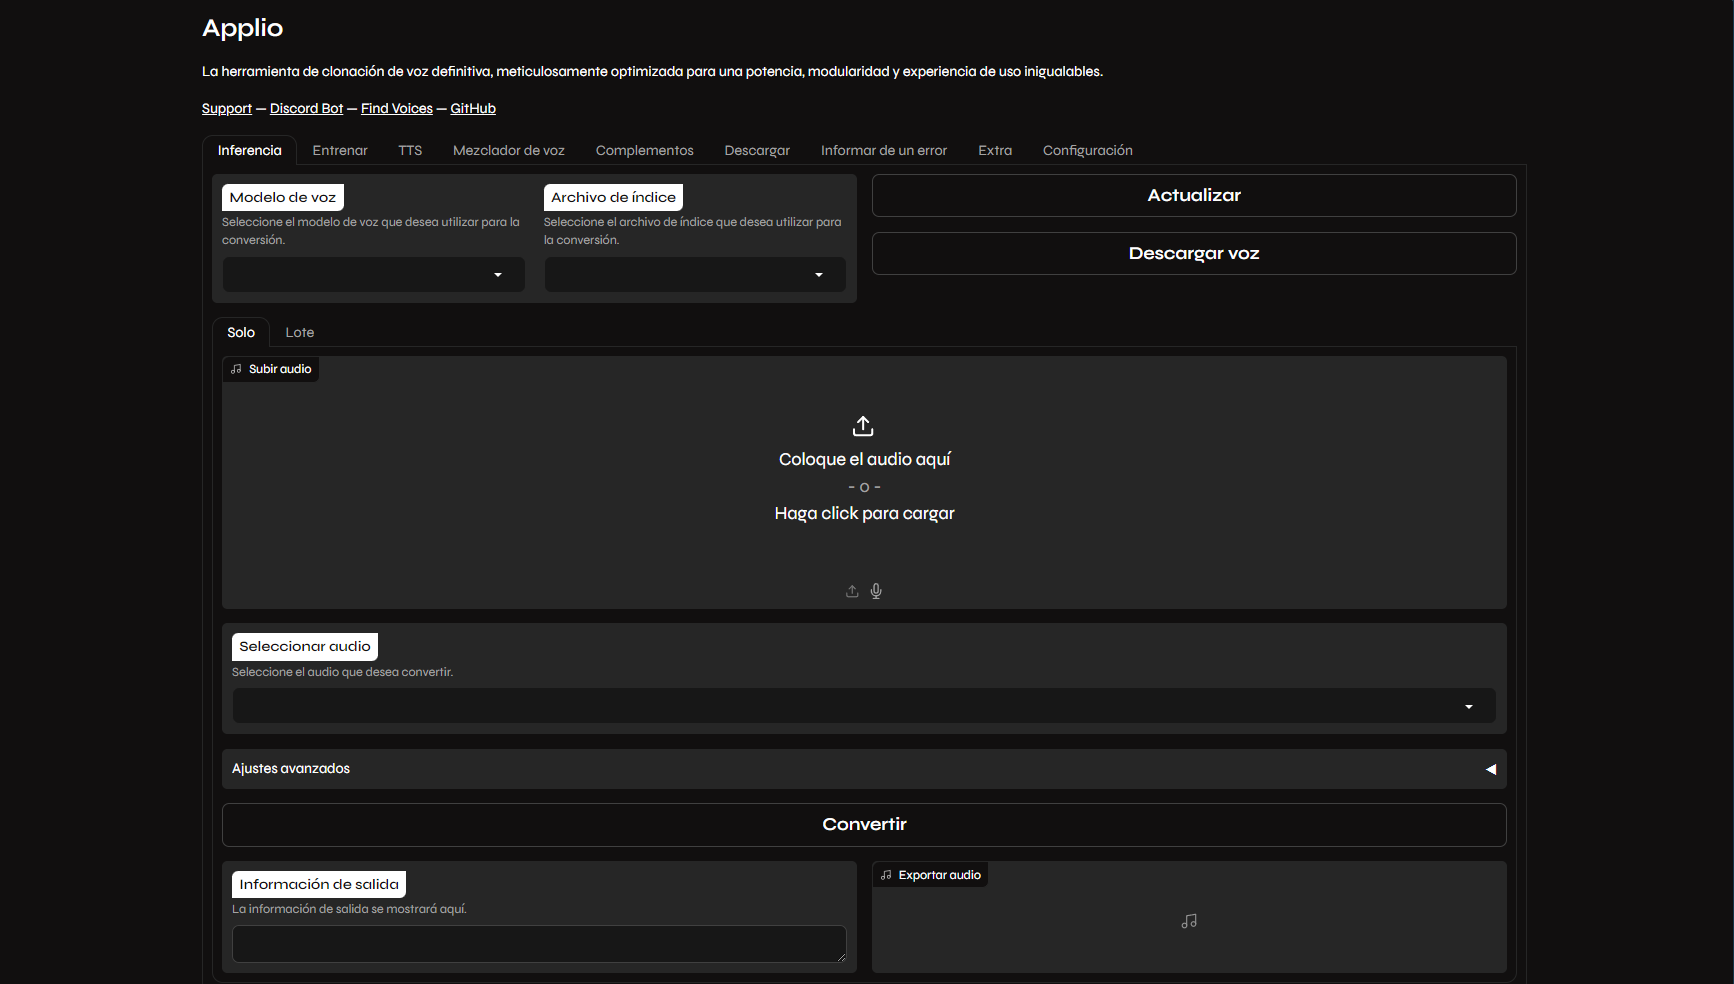 Applio
La herramienta de clonación de voz definitiva, meticulosamente optimizada para una potencia, modularidad y experiencia de uso inigualables.
Support — Discord Bot — Find Voices — GitHub
Inferencia Entrenar TTS Mezclador de voz Complementos Descargar Informar de un error Extra Configuración
Modelo de voz
Seleccione el modelo de voz que desea utilizar para la
conversión.
Archivo de índice
Seleccione el archivo de índice que desea utilizar para
la conversión.
Actualizar
Descargar voz
Solo Lote
Subir audio
Coloque el audio aquí
- o -
Haga click para cargar
Seleccionar audio
Seleccione el audio que desea convertir.
Ajustes avanzados
Convertir
Información de salida
La información de salida se mostrará aquí.
Exportar audio